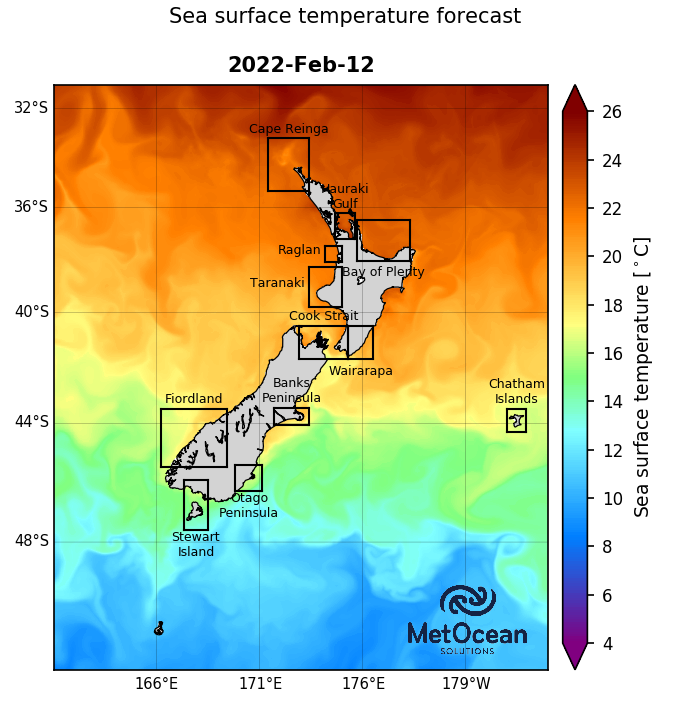 Sea surface temperature forecast
2022-Feb-12
32°S
36°S
40°S
44°S
48°S
166°E
171°E
176°E
179°W
Cape Reinga
Hauraki
Gulf
Raglan
Bay of Plenty
Taranaki
Cook Strait
Wairarapa
Banks
Peninsula
Fiordland
Chatham
Islands
Otago
Peninsula
Stewart
Island
MetOcean
SOLUTIONS
26
24
22
20
18
16
14
12
10
8
6
4
Sea surface temperature [°C]